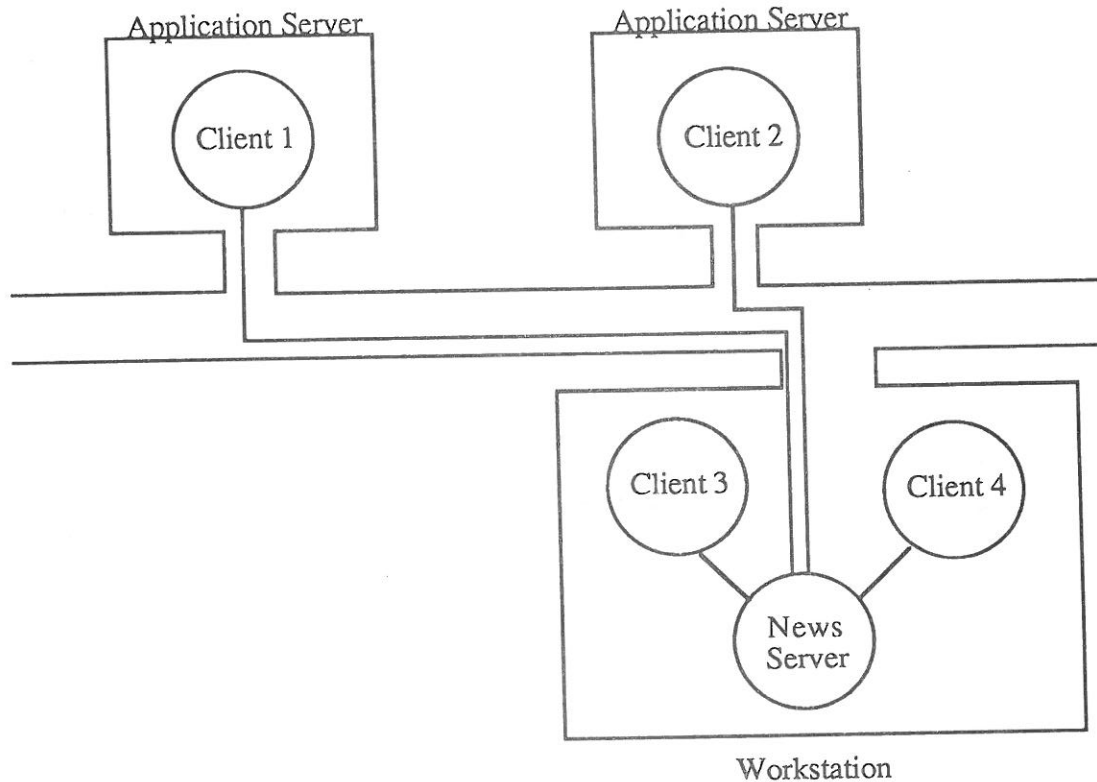 Application Server
Application Server
Client 1
Client 2
Client 3
Client 4
News
Server
Workstation